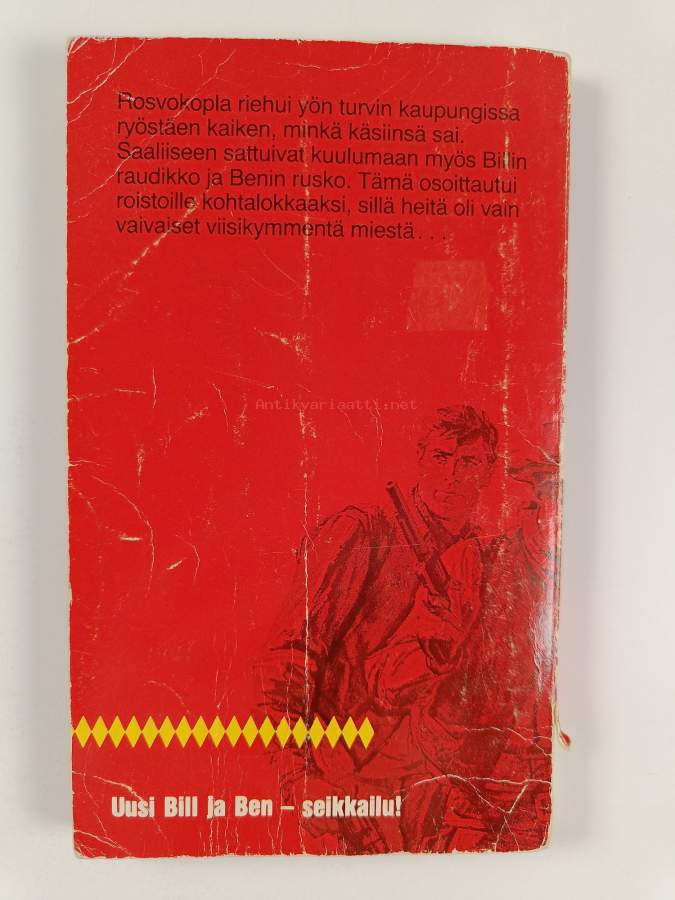 Rosvokopla riehui yön turvin kaupungissa
ryöstäen kaiken, minkä käsiinsä sai.
Saaliiseen sattuivat kuulumaan myös Billin
raudikko ja Benin rusko. Tämä osoittautui
roistoille kohtalokkaaksi, sillä heitä oli vain
vaivaiset viisikymmentä miestä...
Antikvariaatti.net
Uusi Bill ja Ben – seikkailu!